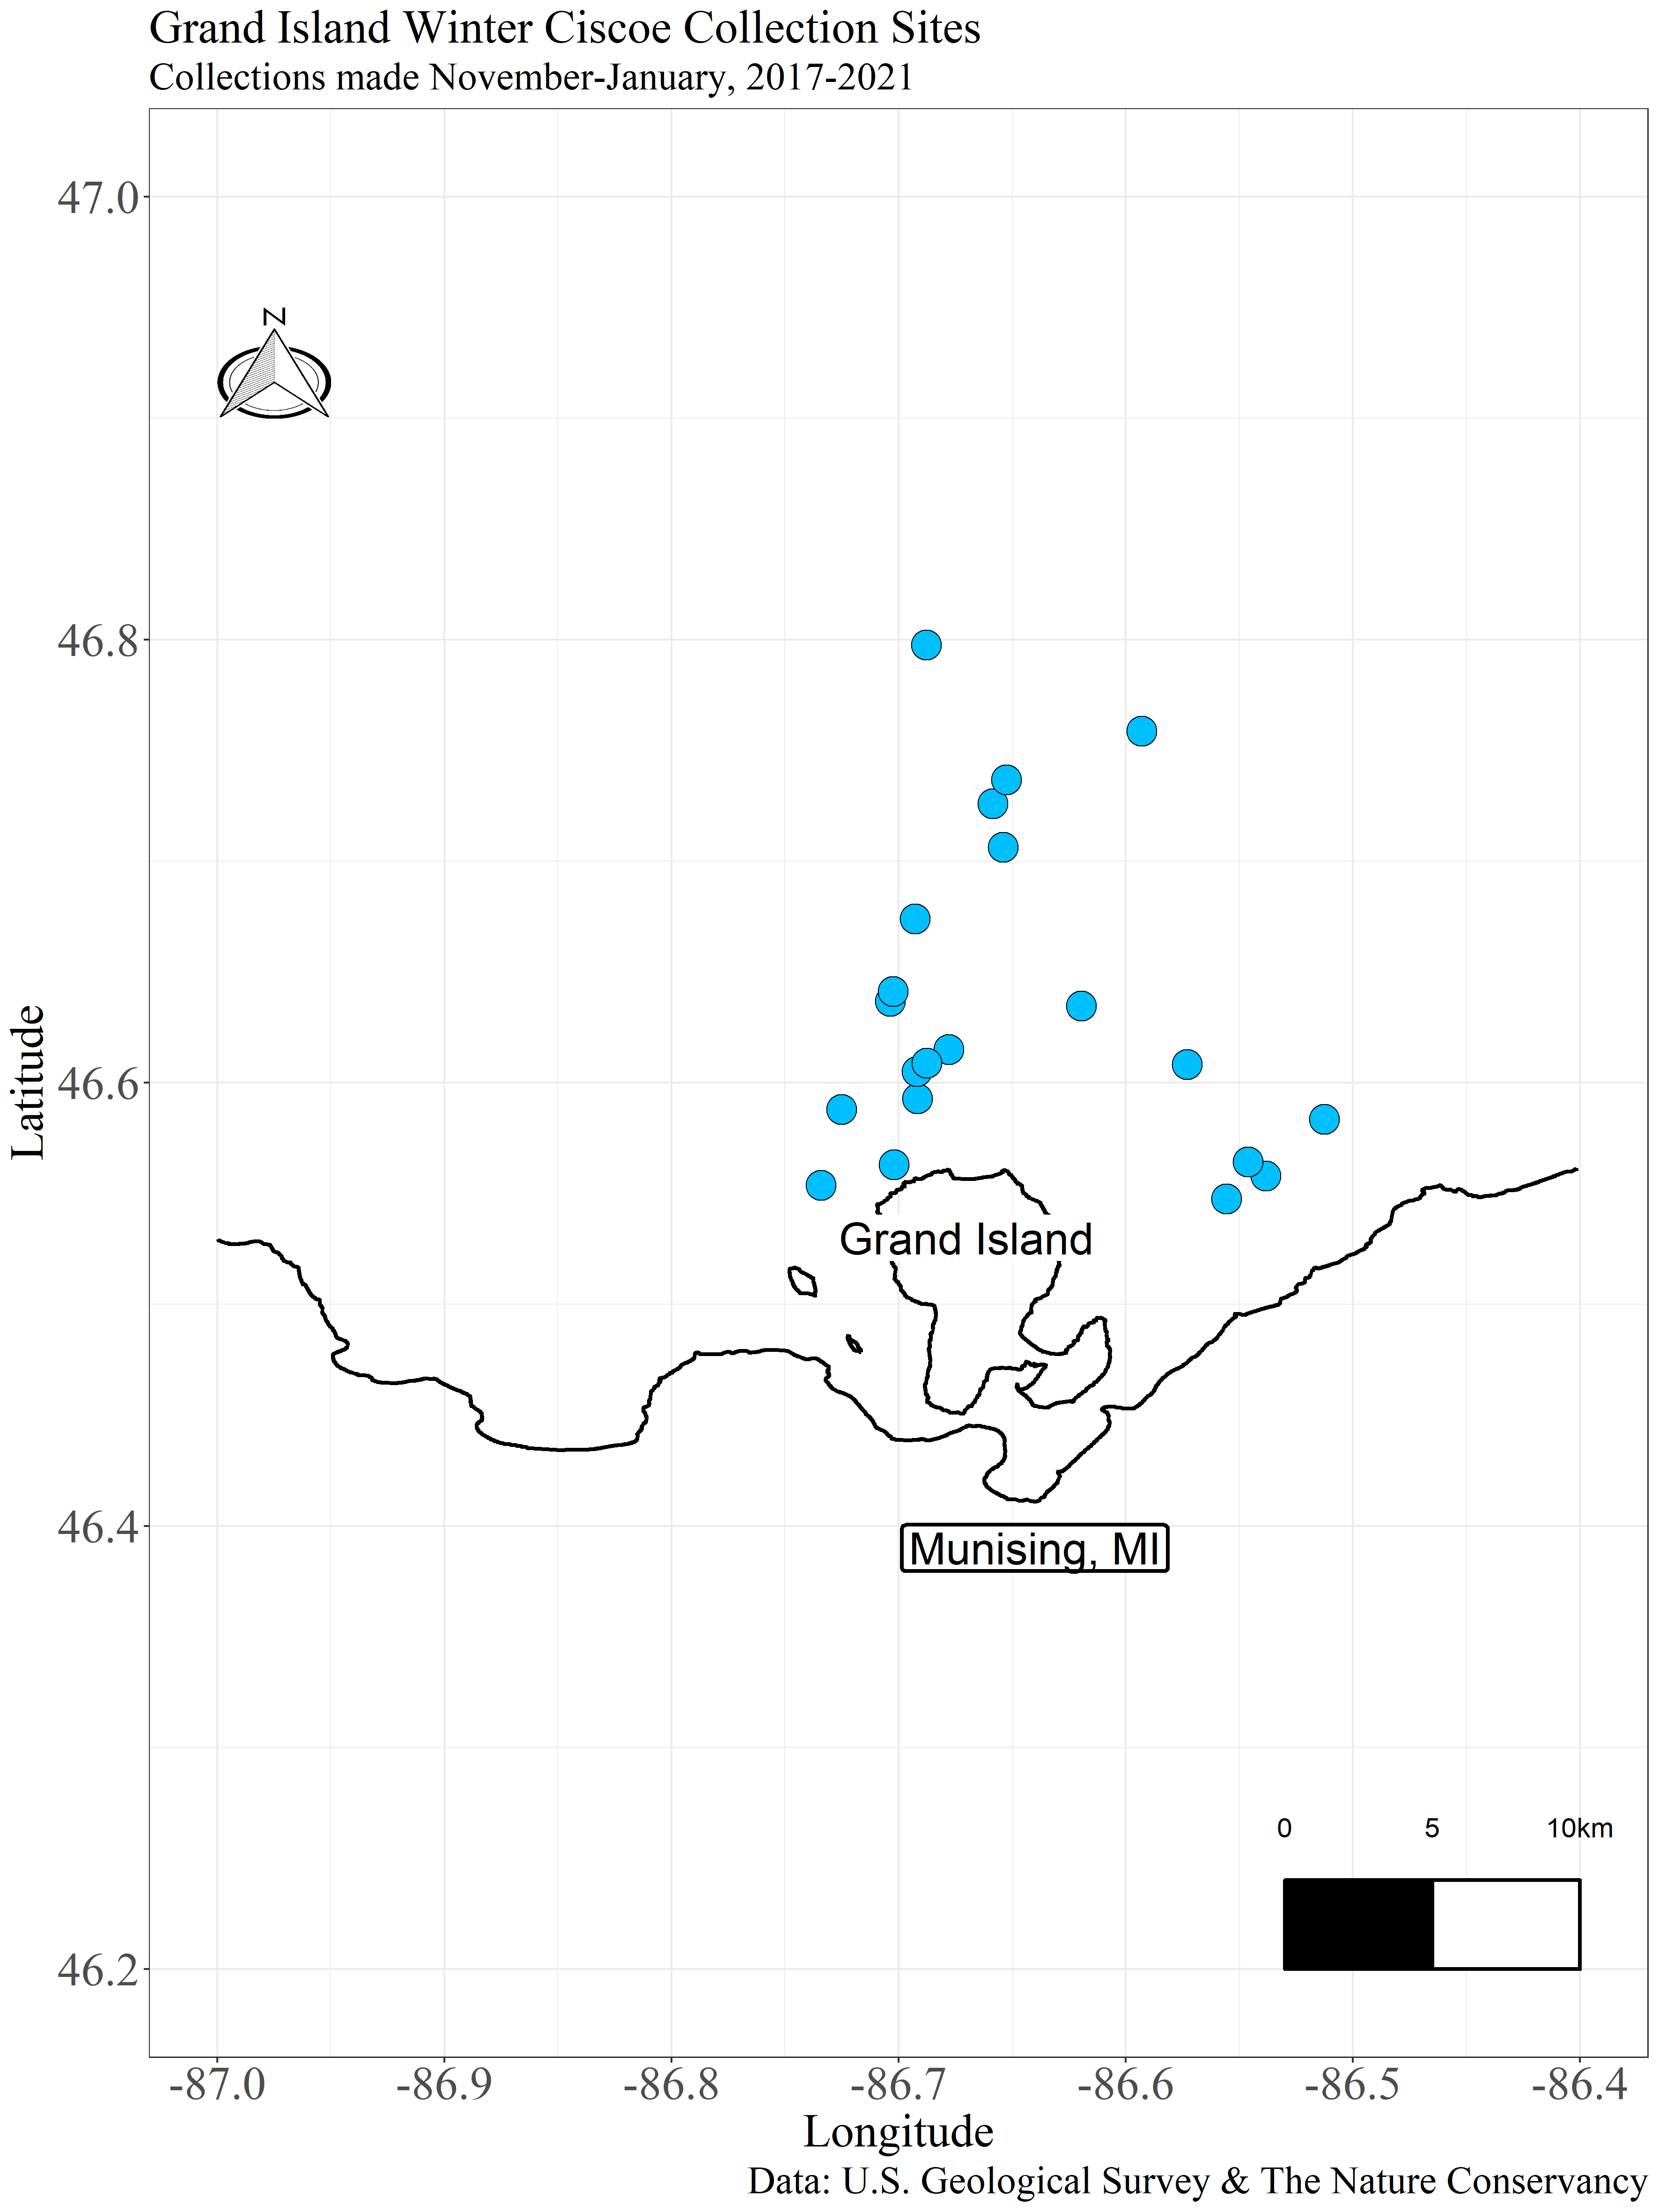 Grand Island Winter Ciscoe Collection Sites
Collections made November-January, 2017-2021
47.0
N
46.8
Latitude
46.6
Grand Island
46.4
Munising, MI
0 5 10km
46.2
-87.0 -86.9 -86.8 -86.7 -86.6 -86.5 -86.4
Longitude
Data: U.S. Geological Survey & The Nature Conservancy